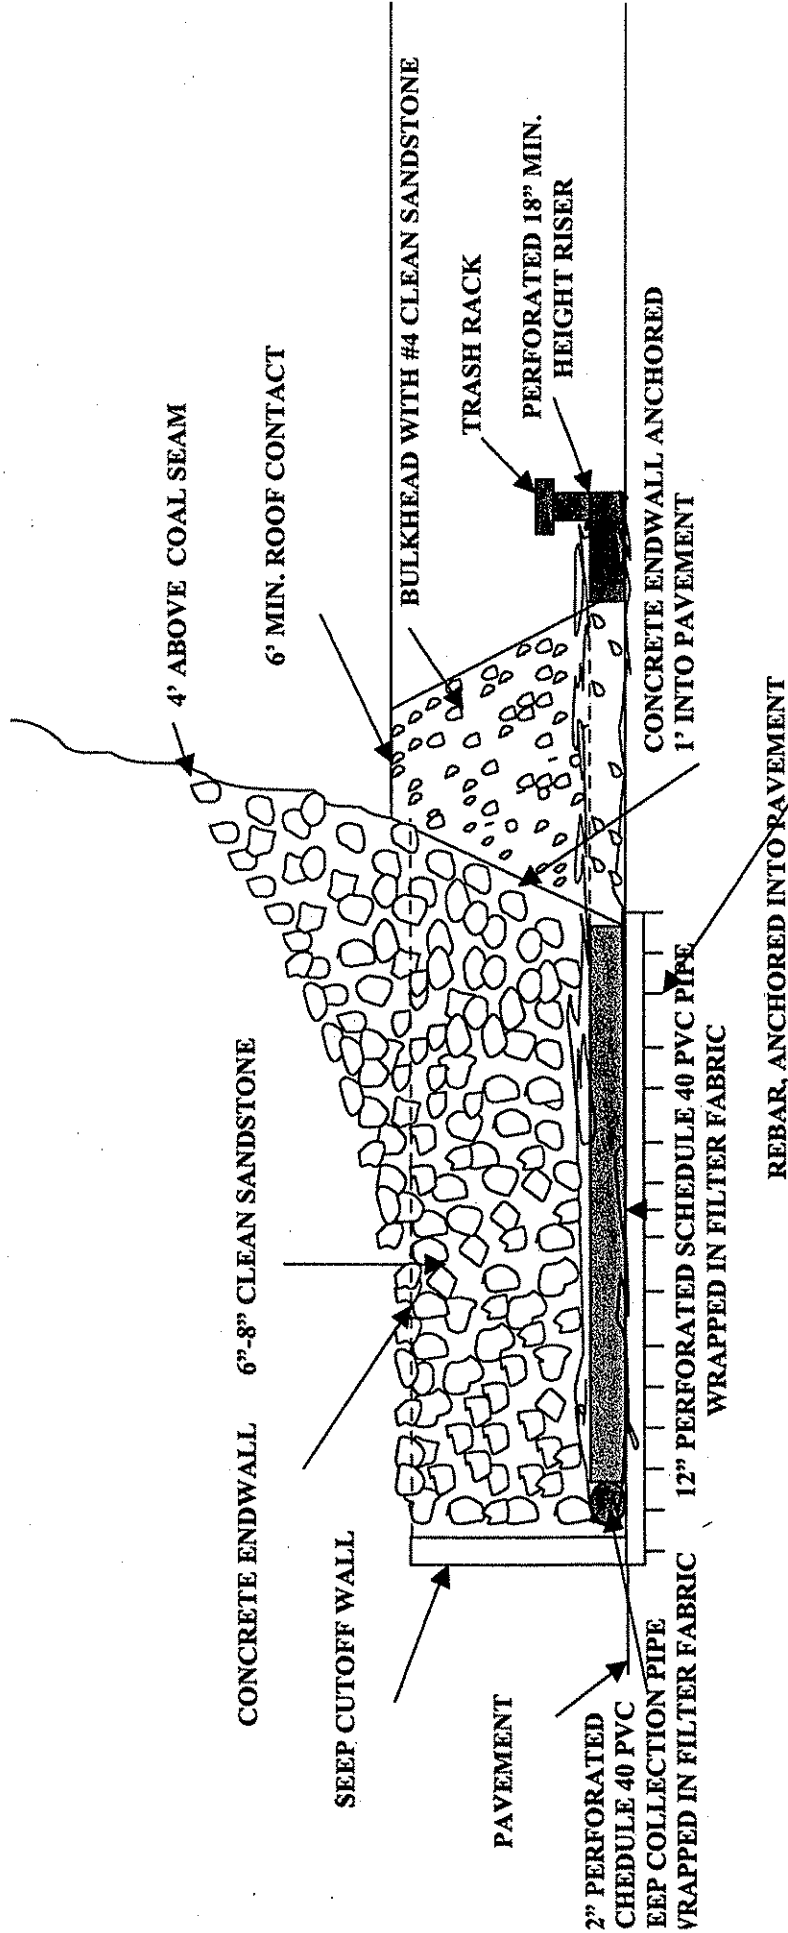 4’ ABOVE COAL SEAM
6’ MIN. ROOF CONTACT
BULKHEAD WITH #4 CLEAN SANDSTONE
TRASH RACK
PERFORATED 18” MIN.
HEIGHT RISER
CONCRETE ENDWALL ANCHORED
1’ INTO PAVEMENT
REBAR, ANCHORED INTO PAVEMENT
CONCRETE ENDWALL
6”-8” CLEAN SANDSTONE
SEEP CUTOFF WALL
PAVEMENT
12” PERFORATED SCHEDULE 40 PVC PIPE
WRAPPED IN FILTER FABRIC
2” PERFORATED
CHEDULE 40 PVC
EEP COLLECTION PIPE
VRAPPED IN FILTER FABRIC